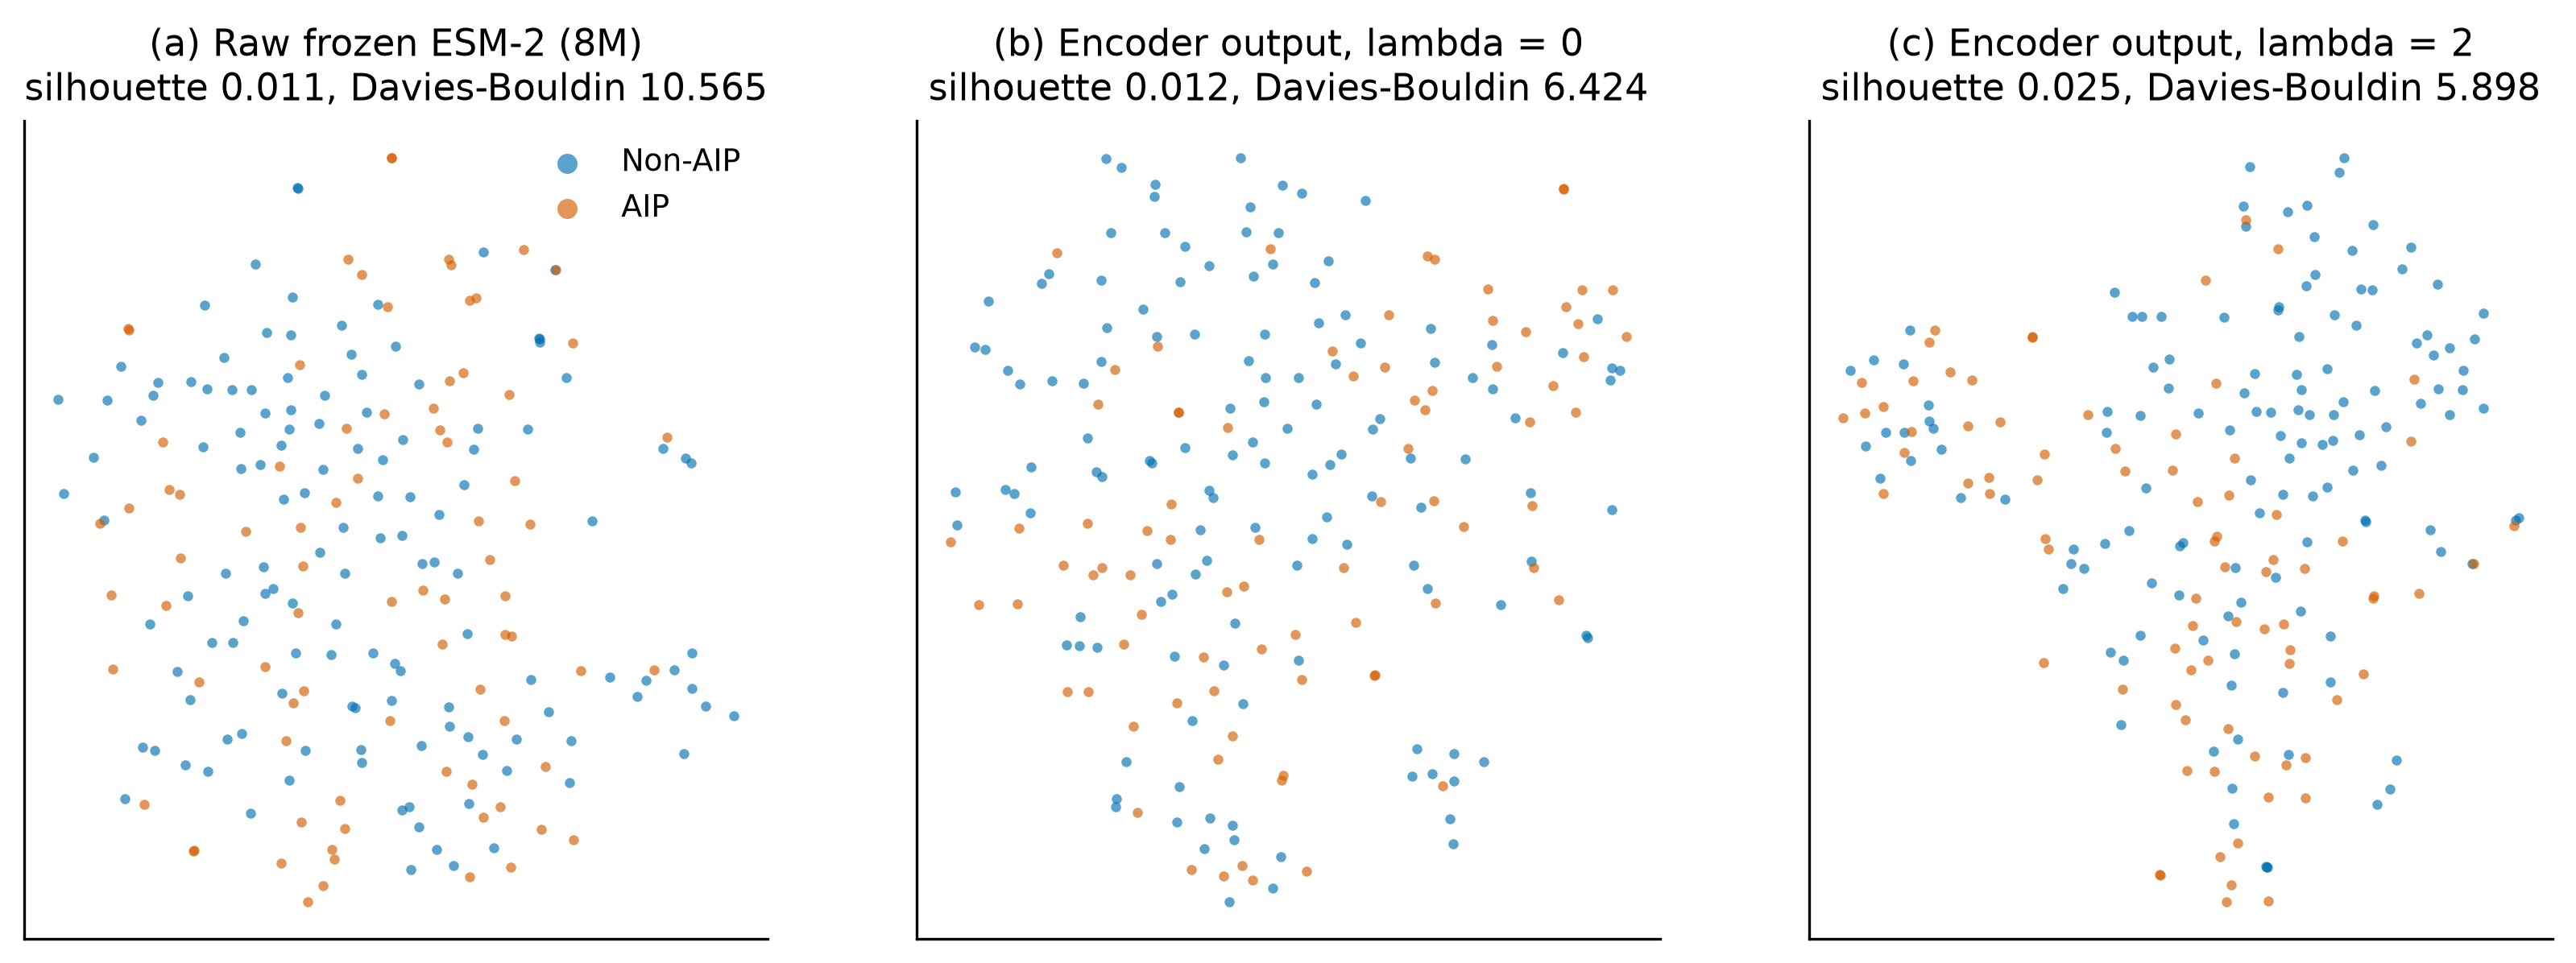 (a) Raw frozen ESM-2 (8M)
silhouette 0.011, Davies-Bouldin 10.565
Non-AIP
AIP
(b) Encoder output, lambda = 0
silhouette 0.012, Davies-Bouldin 6.424
(c) Encoder output, lambda = 2
silhouette 0.025, Davies-Bouldin 5.898